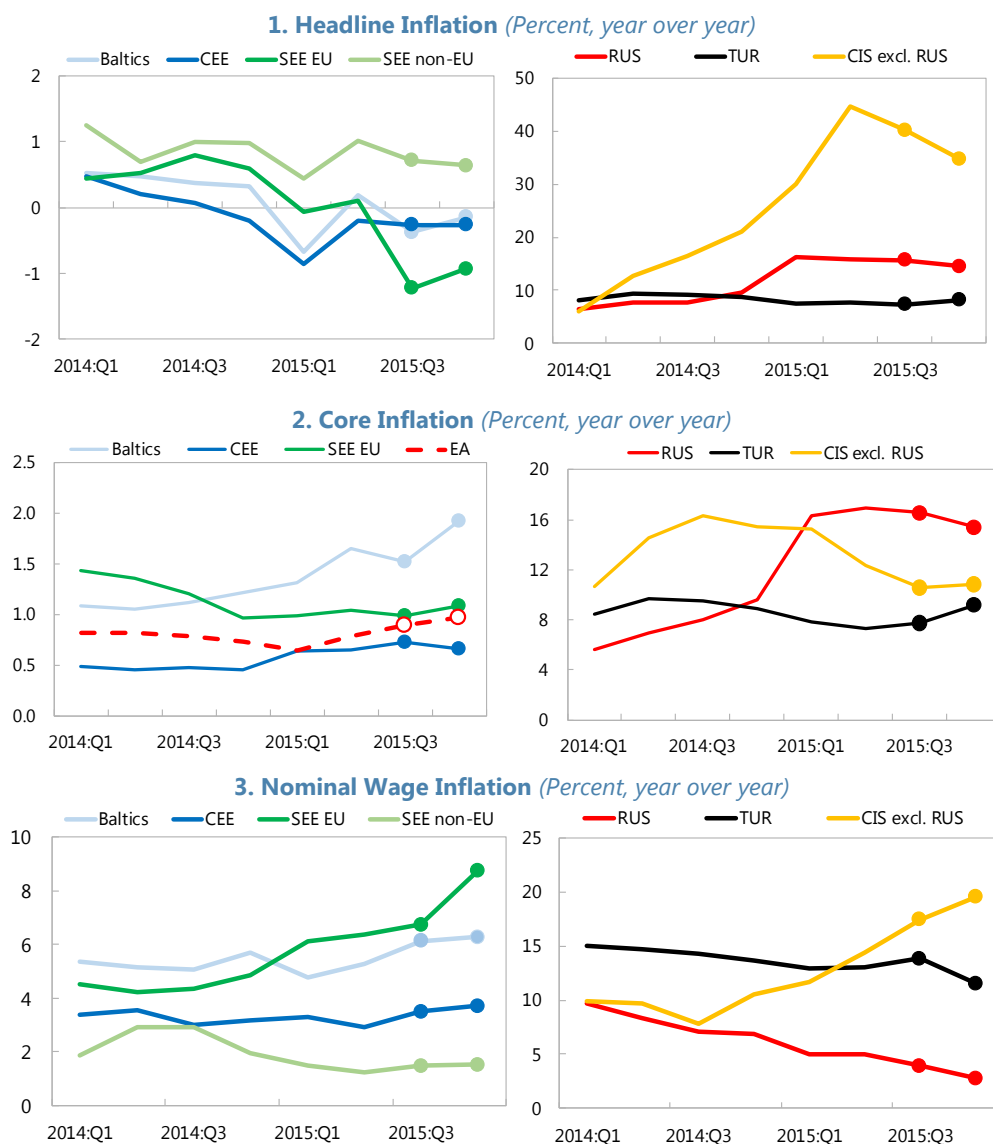 1. Headline Inflation (Percent, year over year)
Baltics CEE SEE EU SEE non-EU
2
1
0
-1
-2
2014:Q1 2014:Q3 2015:Q1 2015:Q3
RUS TUR CIS excl. RUS
50
40
30
20
10
0
2014:Q1 2014:Q3 2015:Q1 2015:Q3
2. Core Inflation (Percent, year over year)
Baltics CEE SEE EU EA
2.5
2.0
1.5
1.0
0.5
0.0
2014:Q1 2014:Q3 2015:Q1 2015:Q3
RUS TUR CIS excl. RUS
20
16
12
8
4
0
2014:Q1 2014:Q3 2015:Q1 2015:Q3
3. Nominal Wage Inflation (Percent, year over year)
Baltics CEE SEE EU SEE non-EU
10
8
6
4
2
0
2014:Q1 2014:Q3 2015:Q1 2015:Q3
RUS TUR CIS excl. RUS
25
20
15
10
5
0
2014:Q1 2014:Q3 2015:Q1 2015:Q3